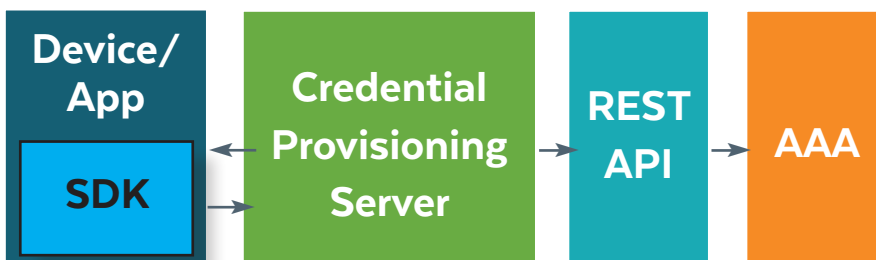 Device/
App
SDK
Credential
Provisioning
Server
REST
API
AAA